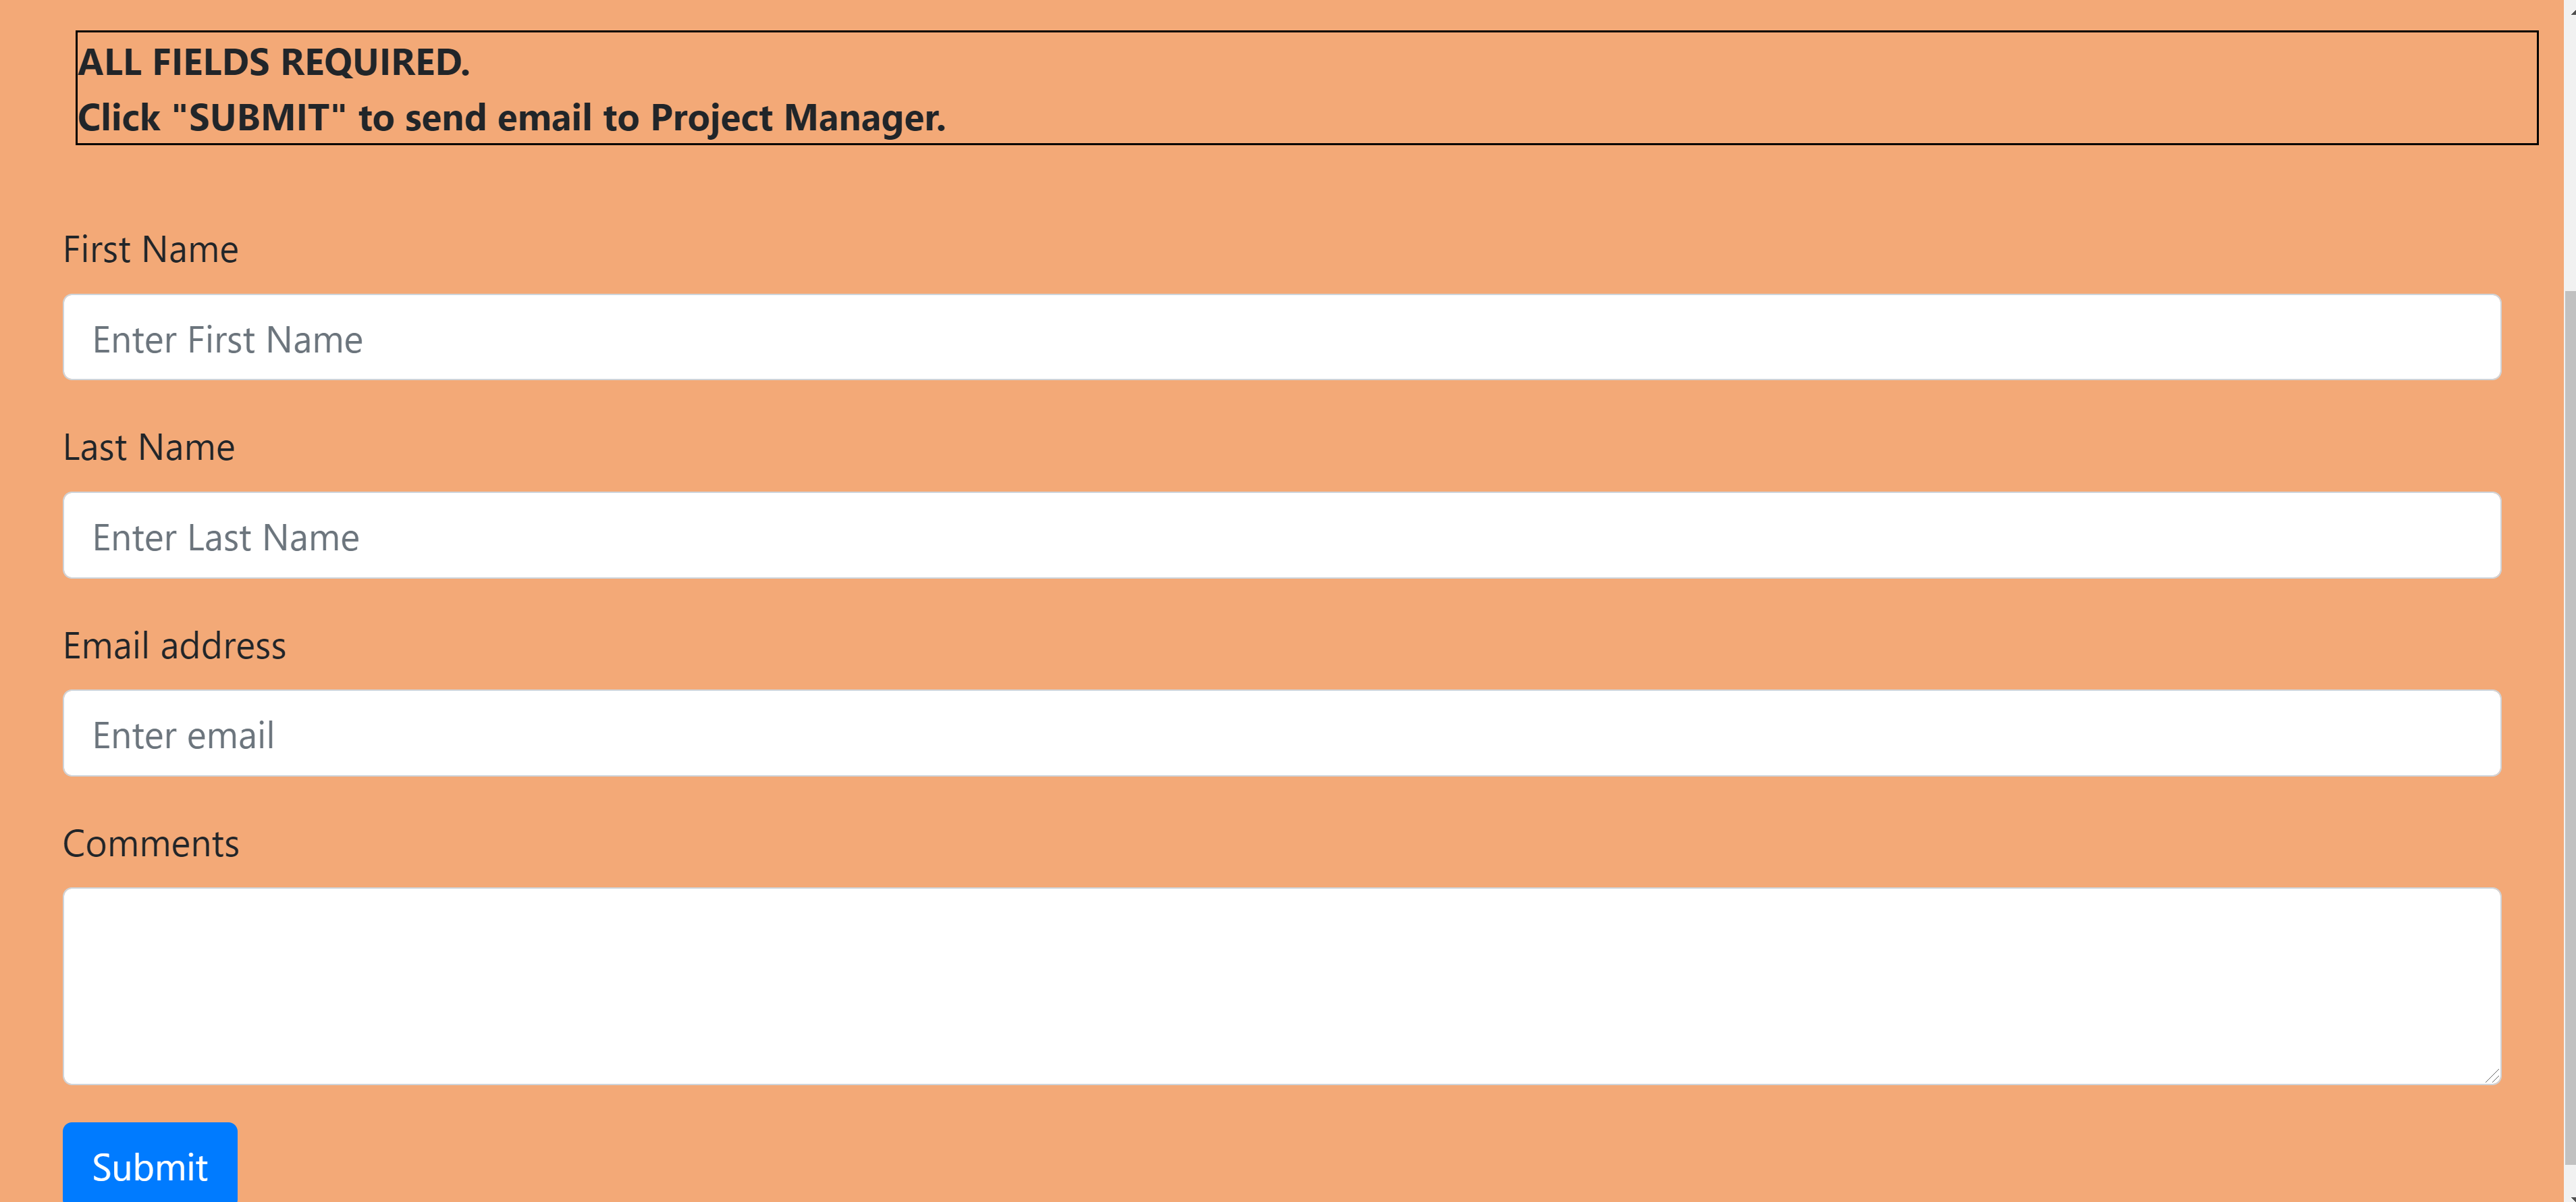 ALL FIELDS REQUIRED.
Click "SUBMIT" to send email to Project Manager.
First Name
Enter First Name
Last Name
Enter Last Name
Email address
Enter email
Comments
Submit